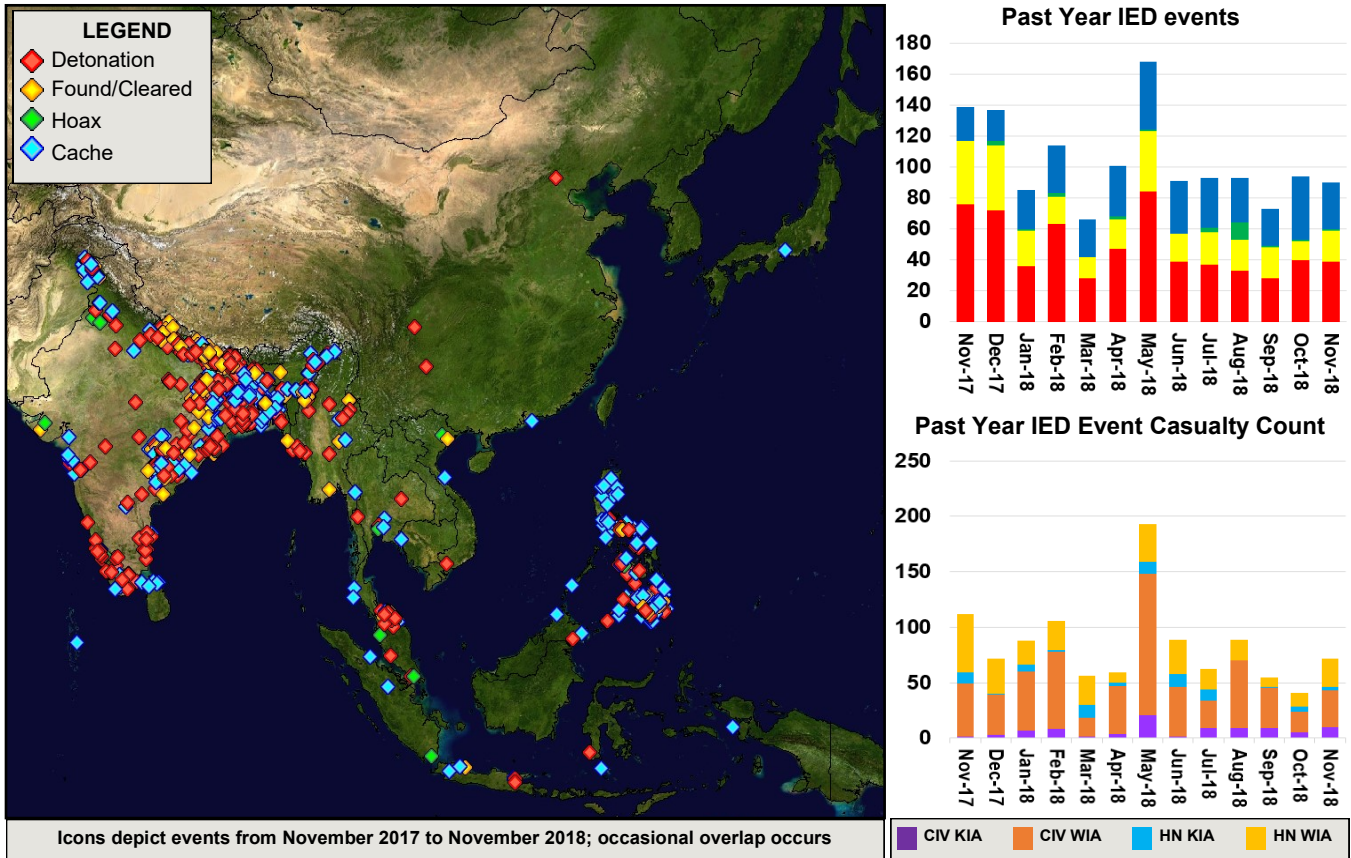 LEGEND
Detonation
Found/Cleared
Hoax
Cache
Icons depict events from November 2017 to November 2018; occasional overlap occurs
Past Year IED events
180
160
140
120
100
80
60
40
20
0
Nov-17
Dec-17
Jan-18
Feb-18
Mar-18
Apr-18
May-18
Jun-18
Jul-18
Aug-18
Sep-18
Oct-18
Nov-18
Past Year IED Event Casualty Count
250
200
150
100
50
0
Nov-17
Dec-17
Jan-18
Feb-18
Mar-18
Apr-18
May-18
Jun-18
Jul-18
Aug-18
Sep-18
Oct-18
Nov-18
CIV KIA
CIV WIA
HN KIA
HN WIA